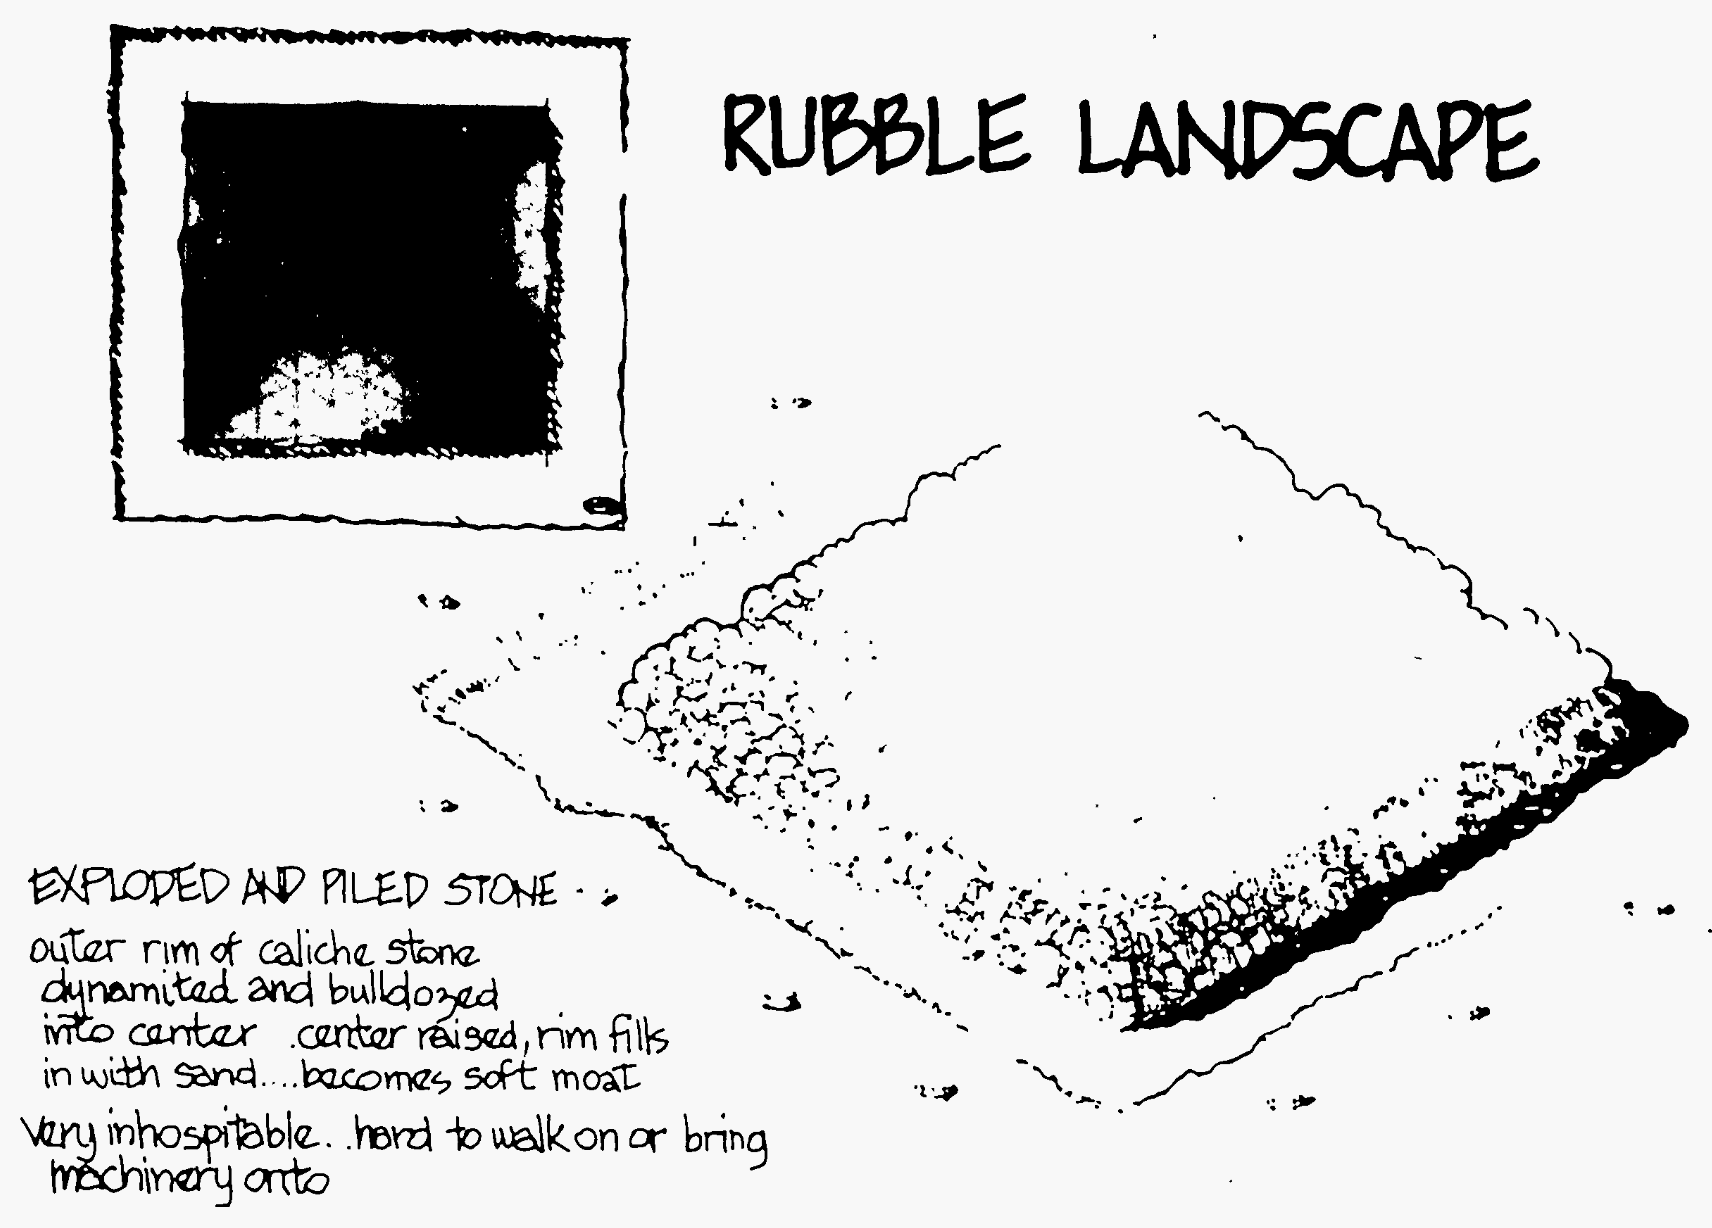 RUBBLE LANDSCAPE
EXPLODED AND PILED STONE
outer rim of caliche stone
dynamited and bulldozed
into center .center raised, rim fills
in with sand....becomes soft moat
very inhospitable. .hard to walk on or bring
machinery onto